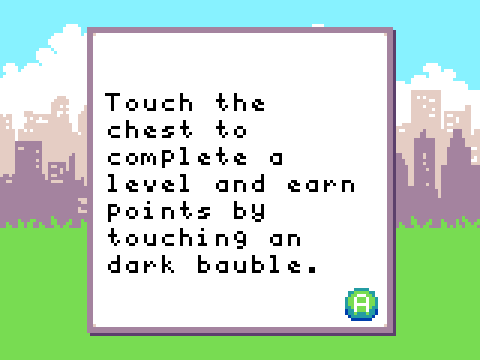 Touch the
chest to
complete a
level and earn
points by
touching an
dark bauble.
A